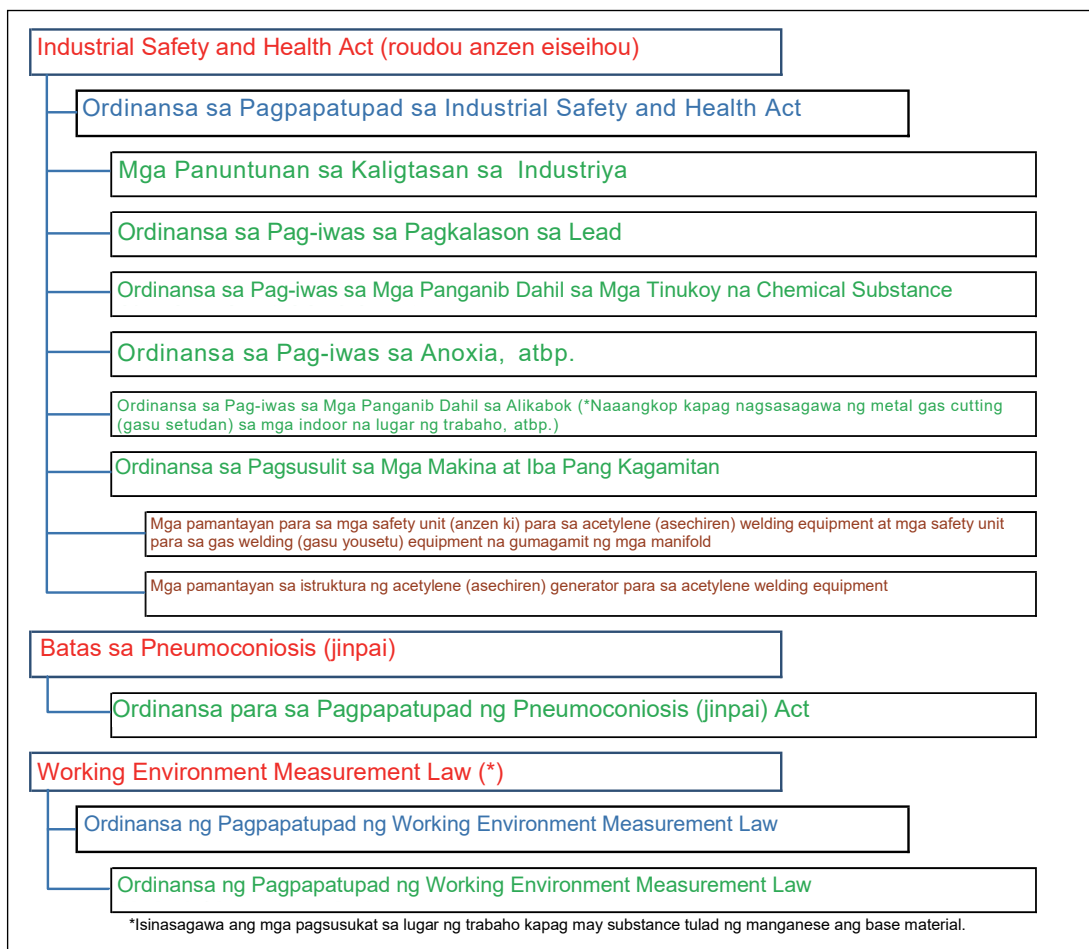 Industrial Safety and Health Act (roudou anzen eiseihou)
Ordinansa sa Pagpapatupad sa Industrial Safety and Health Act
Mga Panuntunan sa Kaligtasan sa Industriya
Ordinansa sa Pag-iwas sa Pagkalason sa Lead
Ordinansa sa Pag-iwas sa Mga Panganib Dahil sa Mga Tinukoy na Chemical Substance
Ordinansa sa Pag-iwas sa Anoxia, atbp.
Ordinansa sa Pag-iwas sa Mga Panganib Dahil sa Alikabok (*Naaangkop kapag nagsasagawa ng metal gas cutting
(gasu setudan) sa mga indoor na lugar ng trabaho, atbp.)
Ordinansa sa Pagsusulit sa Mga Makina at Iba Pang Kagamitan
Mga pamantayan para sa mga safety unit (anzen ki) para sa acetylene (asechiren) welding equipment at mga safety unit
para sa gas welding (gasu yousetu) equipment na gumagamit ng mga manifold
Mga pamantayan sa istruktura ng acetylene (asechiren) generator para sa acetylene welding equipment
Batas sa Pneumoconiosis (jinpai)
Ordinansa para sa Pagpapatupad ng Pneumoconiosis (jinpai) Act
Working Environment Measurement Law (*)
Ordinansa ng Pagpapatupad ng Working Environment Measurement Law
Ordinansa ng Pagpapatupad ng Working Environment Measurement Law
*Isinasagawa ang mga pagsusukat sa lugar ng trabaho kapag may substance tulad ng manganese ang base material.